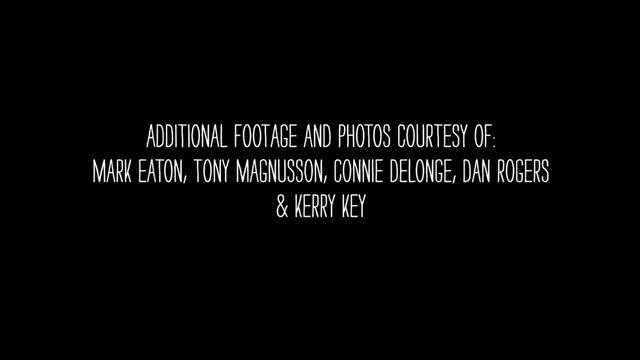 ADDITIONAL FOOTAGE AND PHOTOS COURTESY OF:
MARK EATON, TONY MAGNUSSON, CONNIE DELONGE, DAN ROGERS
& KERRY KEY